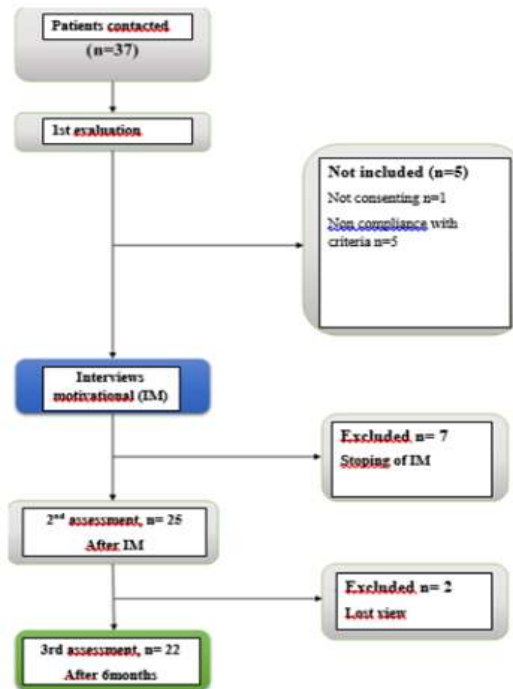 Patients contacted
(n=37)
1st evaluation
Not included (n=5)
Not consenting n=1
Non compliance with
criteria n=5
Interviews
motivational (IM)
Excluded n= 7
Stoping of IM
2nd assessment, n= 25
After IM
Excluded n= 2
Lost view
3rd assessment, n= 22
After 6months